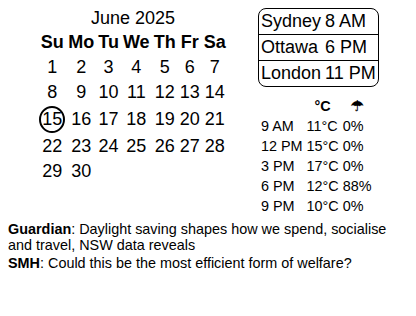 June 2025
Su Mo Tu We Th Fr Sa
1 2 3 4 5 6 7
8 9 10 11 12 13 14
15 16 17 18 19 20 21
22 23 24 25 26 27 28
29 30
Sydney 8 AM
Ottawa 6 PM
London 11 PM
°C ☂
9 AM 11°C 0%
12 PM 15°C 0%
3 PM 17°C 0%
6 PM 12°C 88%
9 PM 10°C 0%
Guardian: Daylight saving shapes how we spend, socialise
and travel, NSW data reveals
SMH: Could this be the most efficient form of welfare?